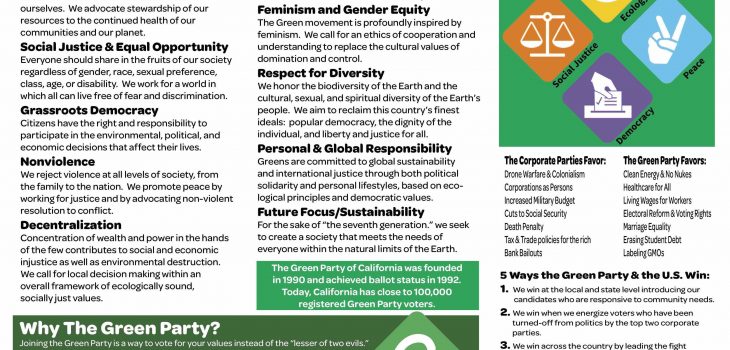 ourselves. We advocate stewardship of our
resources to the continued health of our
communities and our planet.
Social Justice & Equal Opportunity
Everyone should share in the fruits of our society
regardless of gender, race, sexual preference,
class, age, or disability. We work for a world in
which all can live free of fear and discrimination.
Grassroots Democracy
Citizens have the right and responsibility to
participate in the environmental, political, and
economic decisions that affect their lives.
Nonviolence
We reject violence at all levels of society, from
the family to the nation. We promote peace by
working for justice and by advocating non-violent
resolution to conflict.
Decentralization
Concentration of wealth and power in the hands
of the few contributes to social and economic
injustice as well as environmental destruction.
We call for local decision making within an
overall framework of ecologically sound,
socially just values.
Feminism and Gender Equity
The Green movement is profoundly inspired by
feminism. We call for an ethics of cooperation and
understanding to replace the cultural values of
domination and control.
Respect for Diversity
We honor the biodiversity of the Earth and the
cultural, sexual, and spiritual diversity of the Earth's
people. We aim to reclaim this country's finest
ideals: popular democracy, the dignity of the
individual, and liberty and justice for all.
Personal & Global Responsibility
Greens are committed to global sustainability
and international justice through both political
solidarity and personal lifestyles, based on eco-
logical principles and democratic values.
Future Focus/Sustainability
For the sake of "the seventh generation." we seek
to create a society that meets the needs of
everyone within the natural limits of the Earth.
The Green Party of California was founded
in 1990 and achieved ballot status in 1992.
Today, California has close to 100,000
registered Green Party voters.
Why The Green Party?
Joining the Green Party is a way to vote for your values instead of the "lesser of two evils."
Social Justice
Peace
Democracy
The Corporate Parties Favor:
Drone Warfare & Colonialism
Corporations as Persons
Increased Military Budget
Cuts to Social Security
Death Penalty
Tax & Trade policies for the rich
Bank Bailouts
The Green Party Favors:
Clean Energy & No Nukes
Healthcare for All
Living Wages for Workers
Electoral Reform & Voting Rights
Marriage Equality
Erasing Student Debt
Labeling GMOs
5 Ways the Green Party & the U.S. Win:
1. We win at the local and state level introducing our
candidates who are responsive to community needs.
2. We win when we energize voters who have been
turned-off from politics by the top two corporate
parties.
3. We win across the country by leading the fight